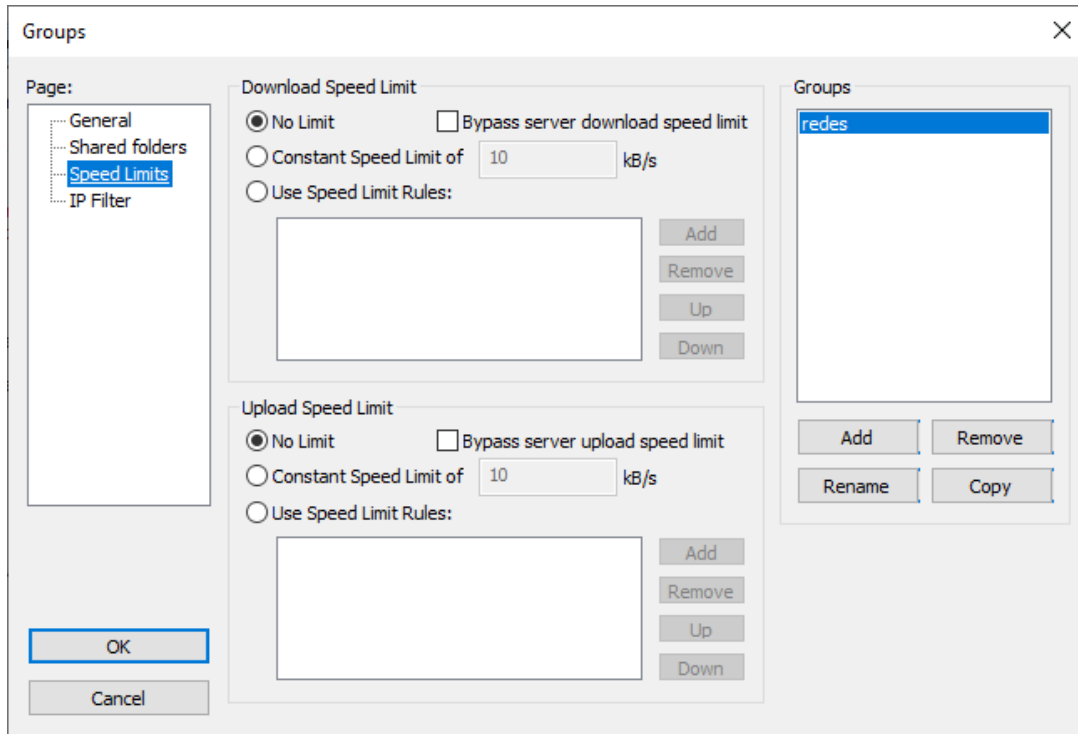 Groups
Page:
General
Shared folders
Speed Limits
IP Filter
OK
Cancel
Download Speed Limit
No Limit
Bypass server download speed limit
Constant Speed Limit of 10 kB/s
Use Speed Limit Rules:
Add
Remove
Up
Down
Upload Speed Limit
No Limit
Bypass server upload speed limit
Constant Speed Limit of 10 kB/s
Use Speed Limit Rules:
Add
Remove
Up
Down
Groups
redes
Add
Remove
Rename
Copy